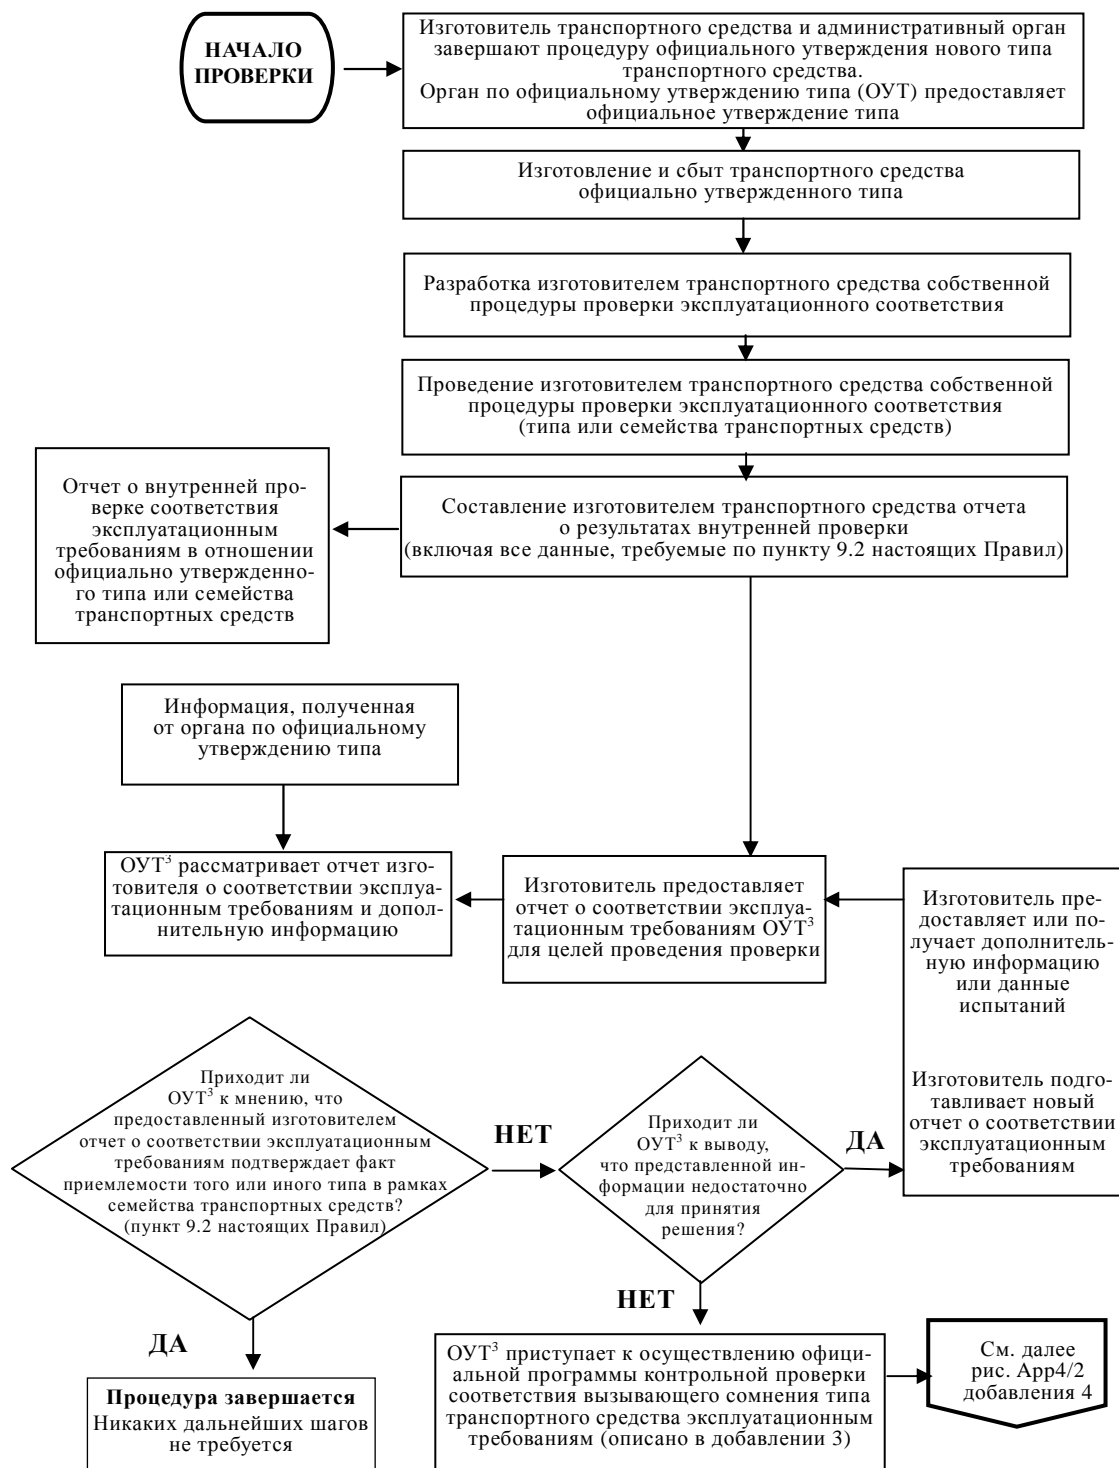 НАЧАЛО
ПРОВЕРКИ
Изготовитель транспортного средства и административный орган
завершают процедуру официального утверждения нового типа
транспортного средства.
Орган по официальному утверждению типа (ОУТ) предоставляет
официальное утверждение типа
Изготовление и сбыт транспортного средства
официально утвержденного типа
Разработка изготовителем транспортного средства собственной
процедуры проверки эксплуатационного соответствия
Проведение изготовителем транспортного средства собственной
процедуры проверки эксплуатационного соответствия
(типа или семейства транспортных средств)
Отчет о внутренней про-
верке соответствия
эксплуатационным
требованиям в отношении
официально утвержденно-
го типа или семейства
транспортных средств
Составление изготовителем транспортного средства отчета
о результатах внутренней проверки
(включая все данные, требуемые по пункту 9.2 настоящих Правил)
Информация, полученная
от органа по официальному
утверждению типа
ОУТ³ рассматривает отчет изго-
товителя о соответствии эксплуа-
тационным требованиям и допол-
нительную информацию
Изготовитель предоставляет
отчет о соответствии эксплуа-
тационным требованиям ОУТ³
для целей проведения проверки
Изготовитель пре-
доставляет или по-
лучает дополнитель-
ную информацию
или данные
испытаний
Изготовитель подго-
тавливает новый
отчет о соответствии
эксплуатационным
требованиям
Приходит ли
ОУТ³ к мнению, что
предоставленный изготовителем
отчет о соответствии эксплуатационным
требованиям подтверждает факт
приемлемости того или иного типа в рамках
семейства транспортных средств?
(пункт 9.2 настоящих Правил)
НЕТ
Приходит ли
ОУТ³ к выводу,
что представленной ин-
формации недостаточно
для принятия
решения?
ДА
НЕТ
ДА
Процедура завершается
Никаких дальнейших шагов
не требуется
ОУТ³ приступает к осуществлению офици-
альной программы контрольной проверки
соответствия вызывающего сомнения типа
транспортного средства эксплуатационным
требованиям (описано в добавлении 3)
См. далее
рис. App4/2
добавления 4